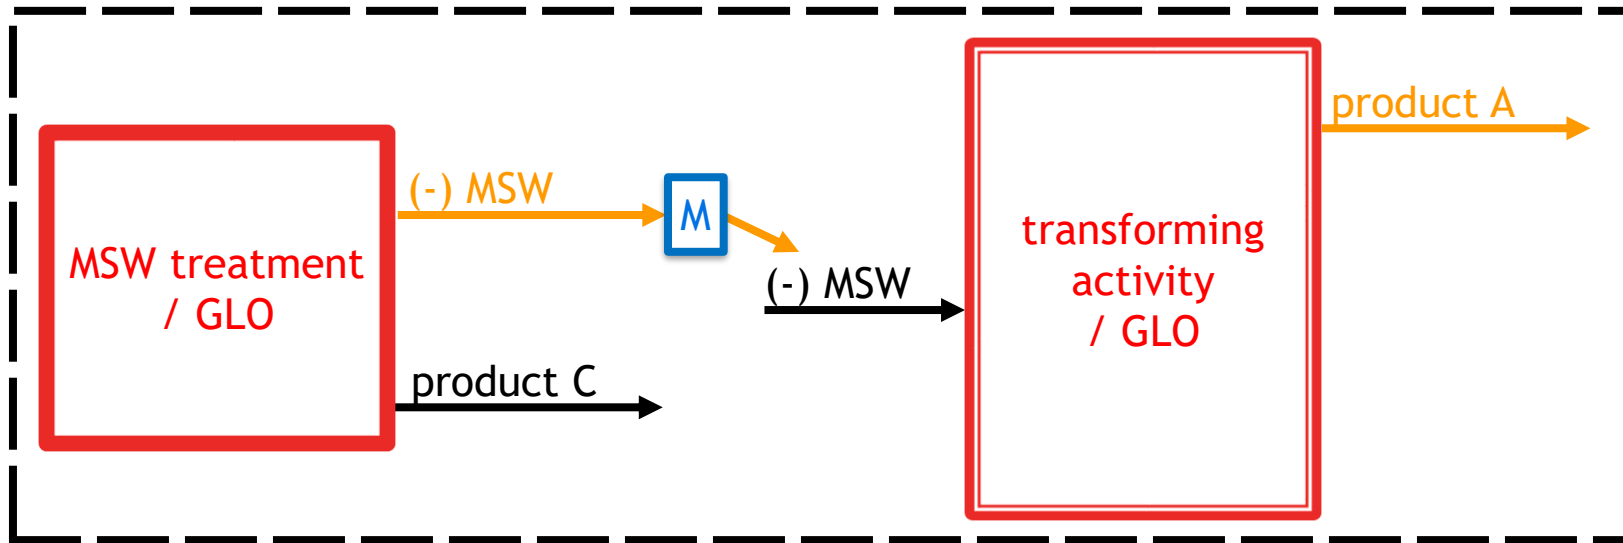 product A
(-) MSW
M
MSW treatment
/ GLO
(-) MSW
transforming
activity
/ GLO
product C